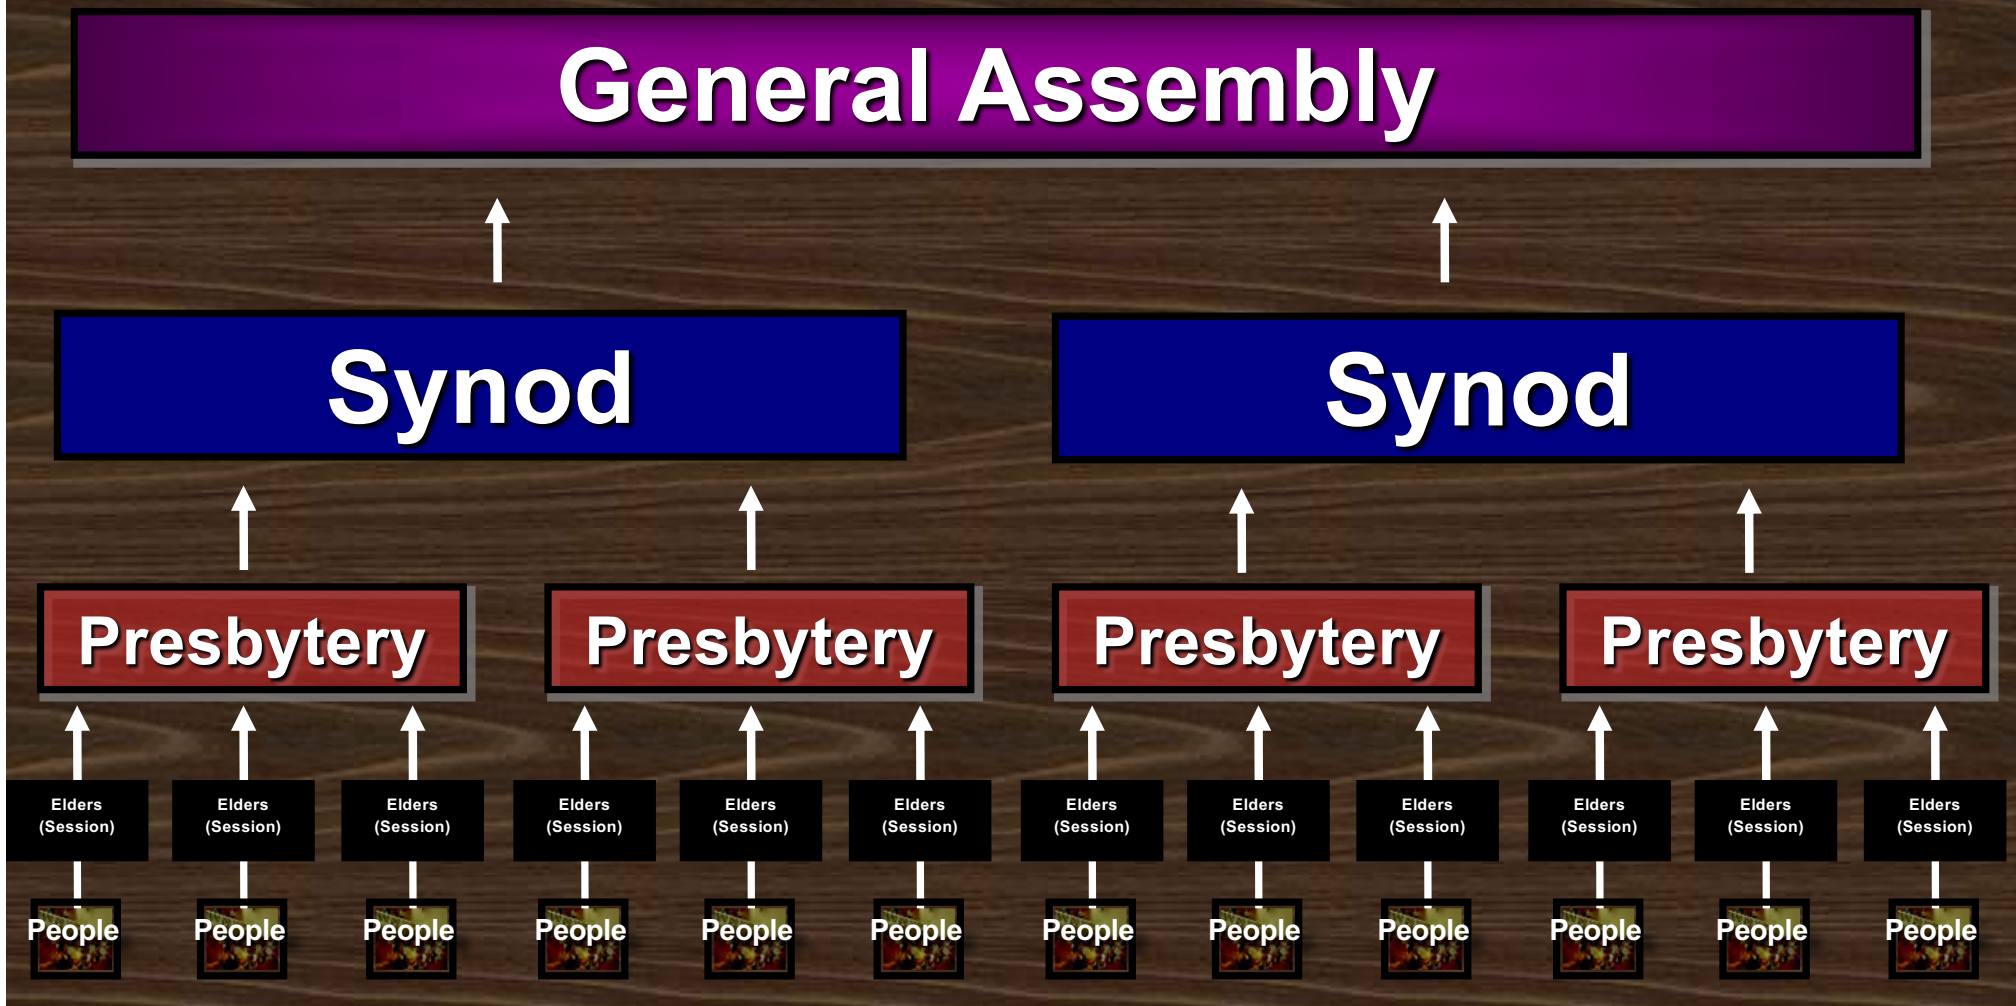 General Assembly
Synod Synod
Presbytery Presbytery Presbytery Presbytery
Elders Elders Elders Elders Elders Elders Elders Elders Elders Elders Elders Elders
(Session) (Session) (Session) (Session) (Session) (Session) (Session) (Session) (Session) (Session) (Session) (Session)
People People People People People People People People People People People People